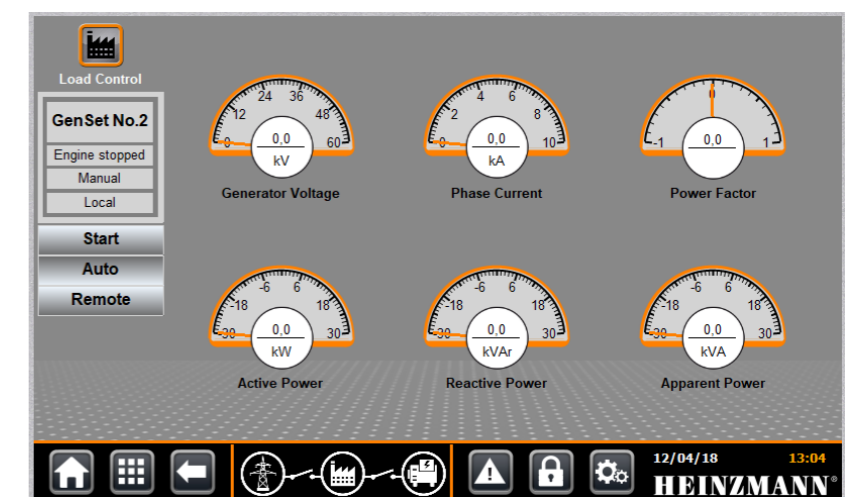 Load Control
GenSet No.2
Engine stopped
Manual
Local
Start
Auto
Remote
0 12 24 36 48 60
0,0
kV
Generator Voltage
0 2 4 6 8 10
0,0
kA
Phase Current
-1 0 1
0,0
Power Factor
-30 -18 -6 6 18 30
0,0
kW
Active Power
-30 -18 -6 6 18 30
0,0
kVAr
Reactive Power
-30 -18 -6 6 18 30
0,0
kVA
Apparent Power
12/04/18 13:04
HEINZMANN®